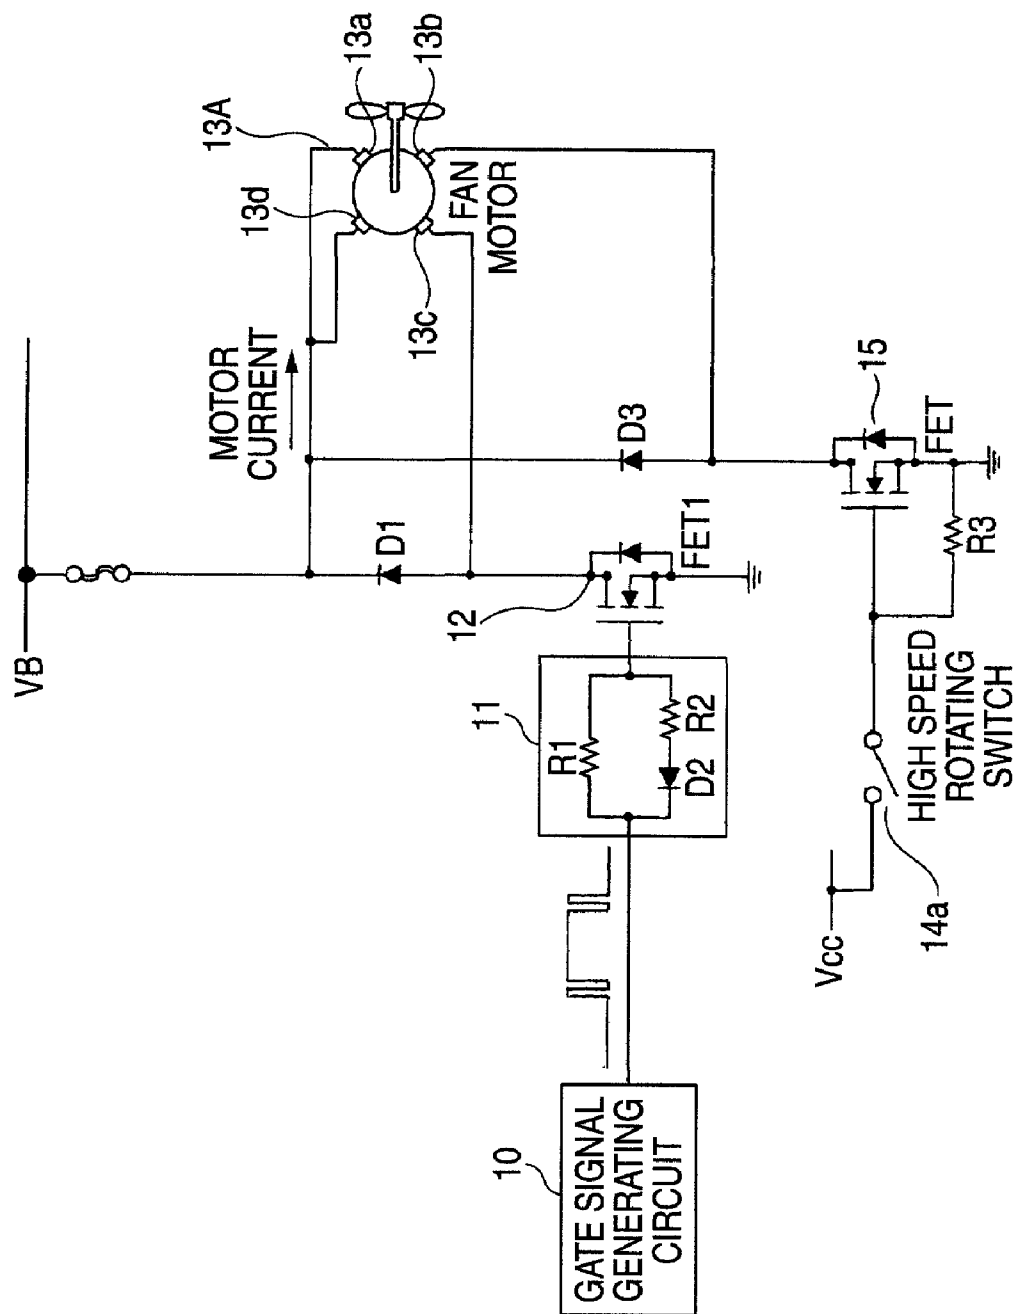 VB
MOTOR
CURRENT
13A
13a
13b
13d
13c
FAN
MOTOR
D1
D3
12
FET1
15
FET
R3
11
R1
R2
D2
10
GATE SIGNAL
GENERATING
CIRCUIT
Vcc
14a
HIGH SPEED
ROTATING
SWITCH